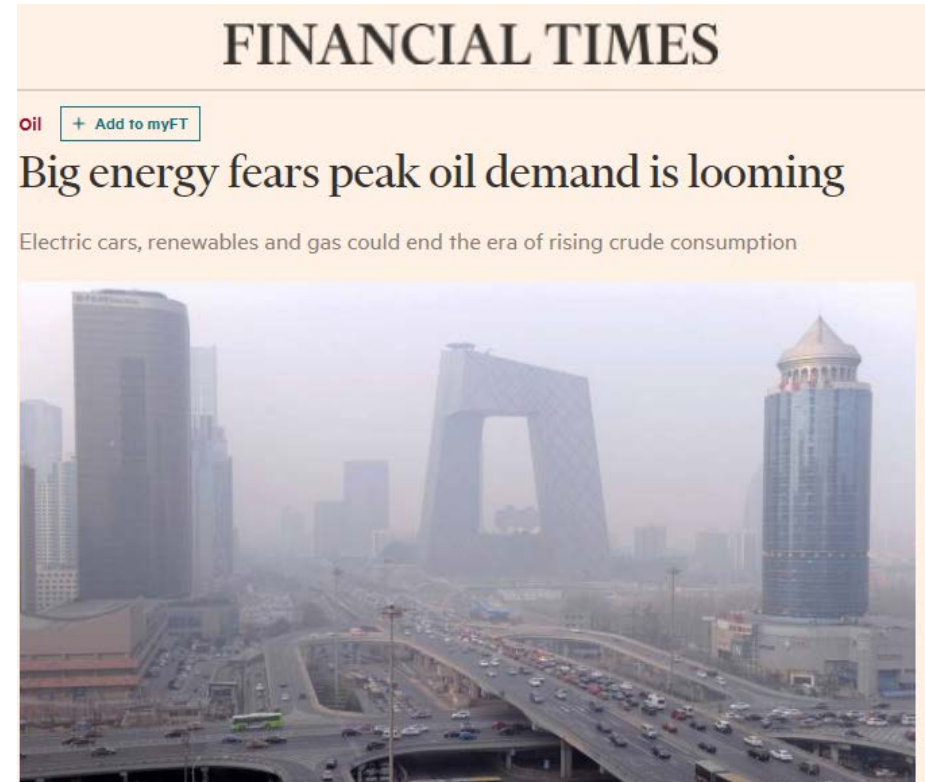 FINANCIAL TIMES
Oil
+ Add to myFT
Big energy fears peak oil demand is looming
Electric cars, renewables and gas could end the era of rising crude consumption